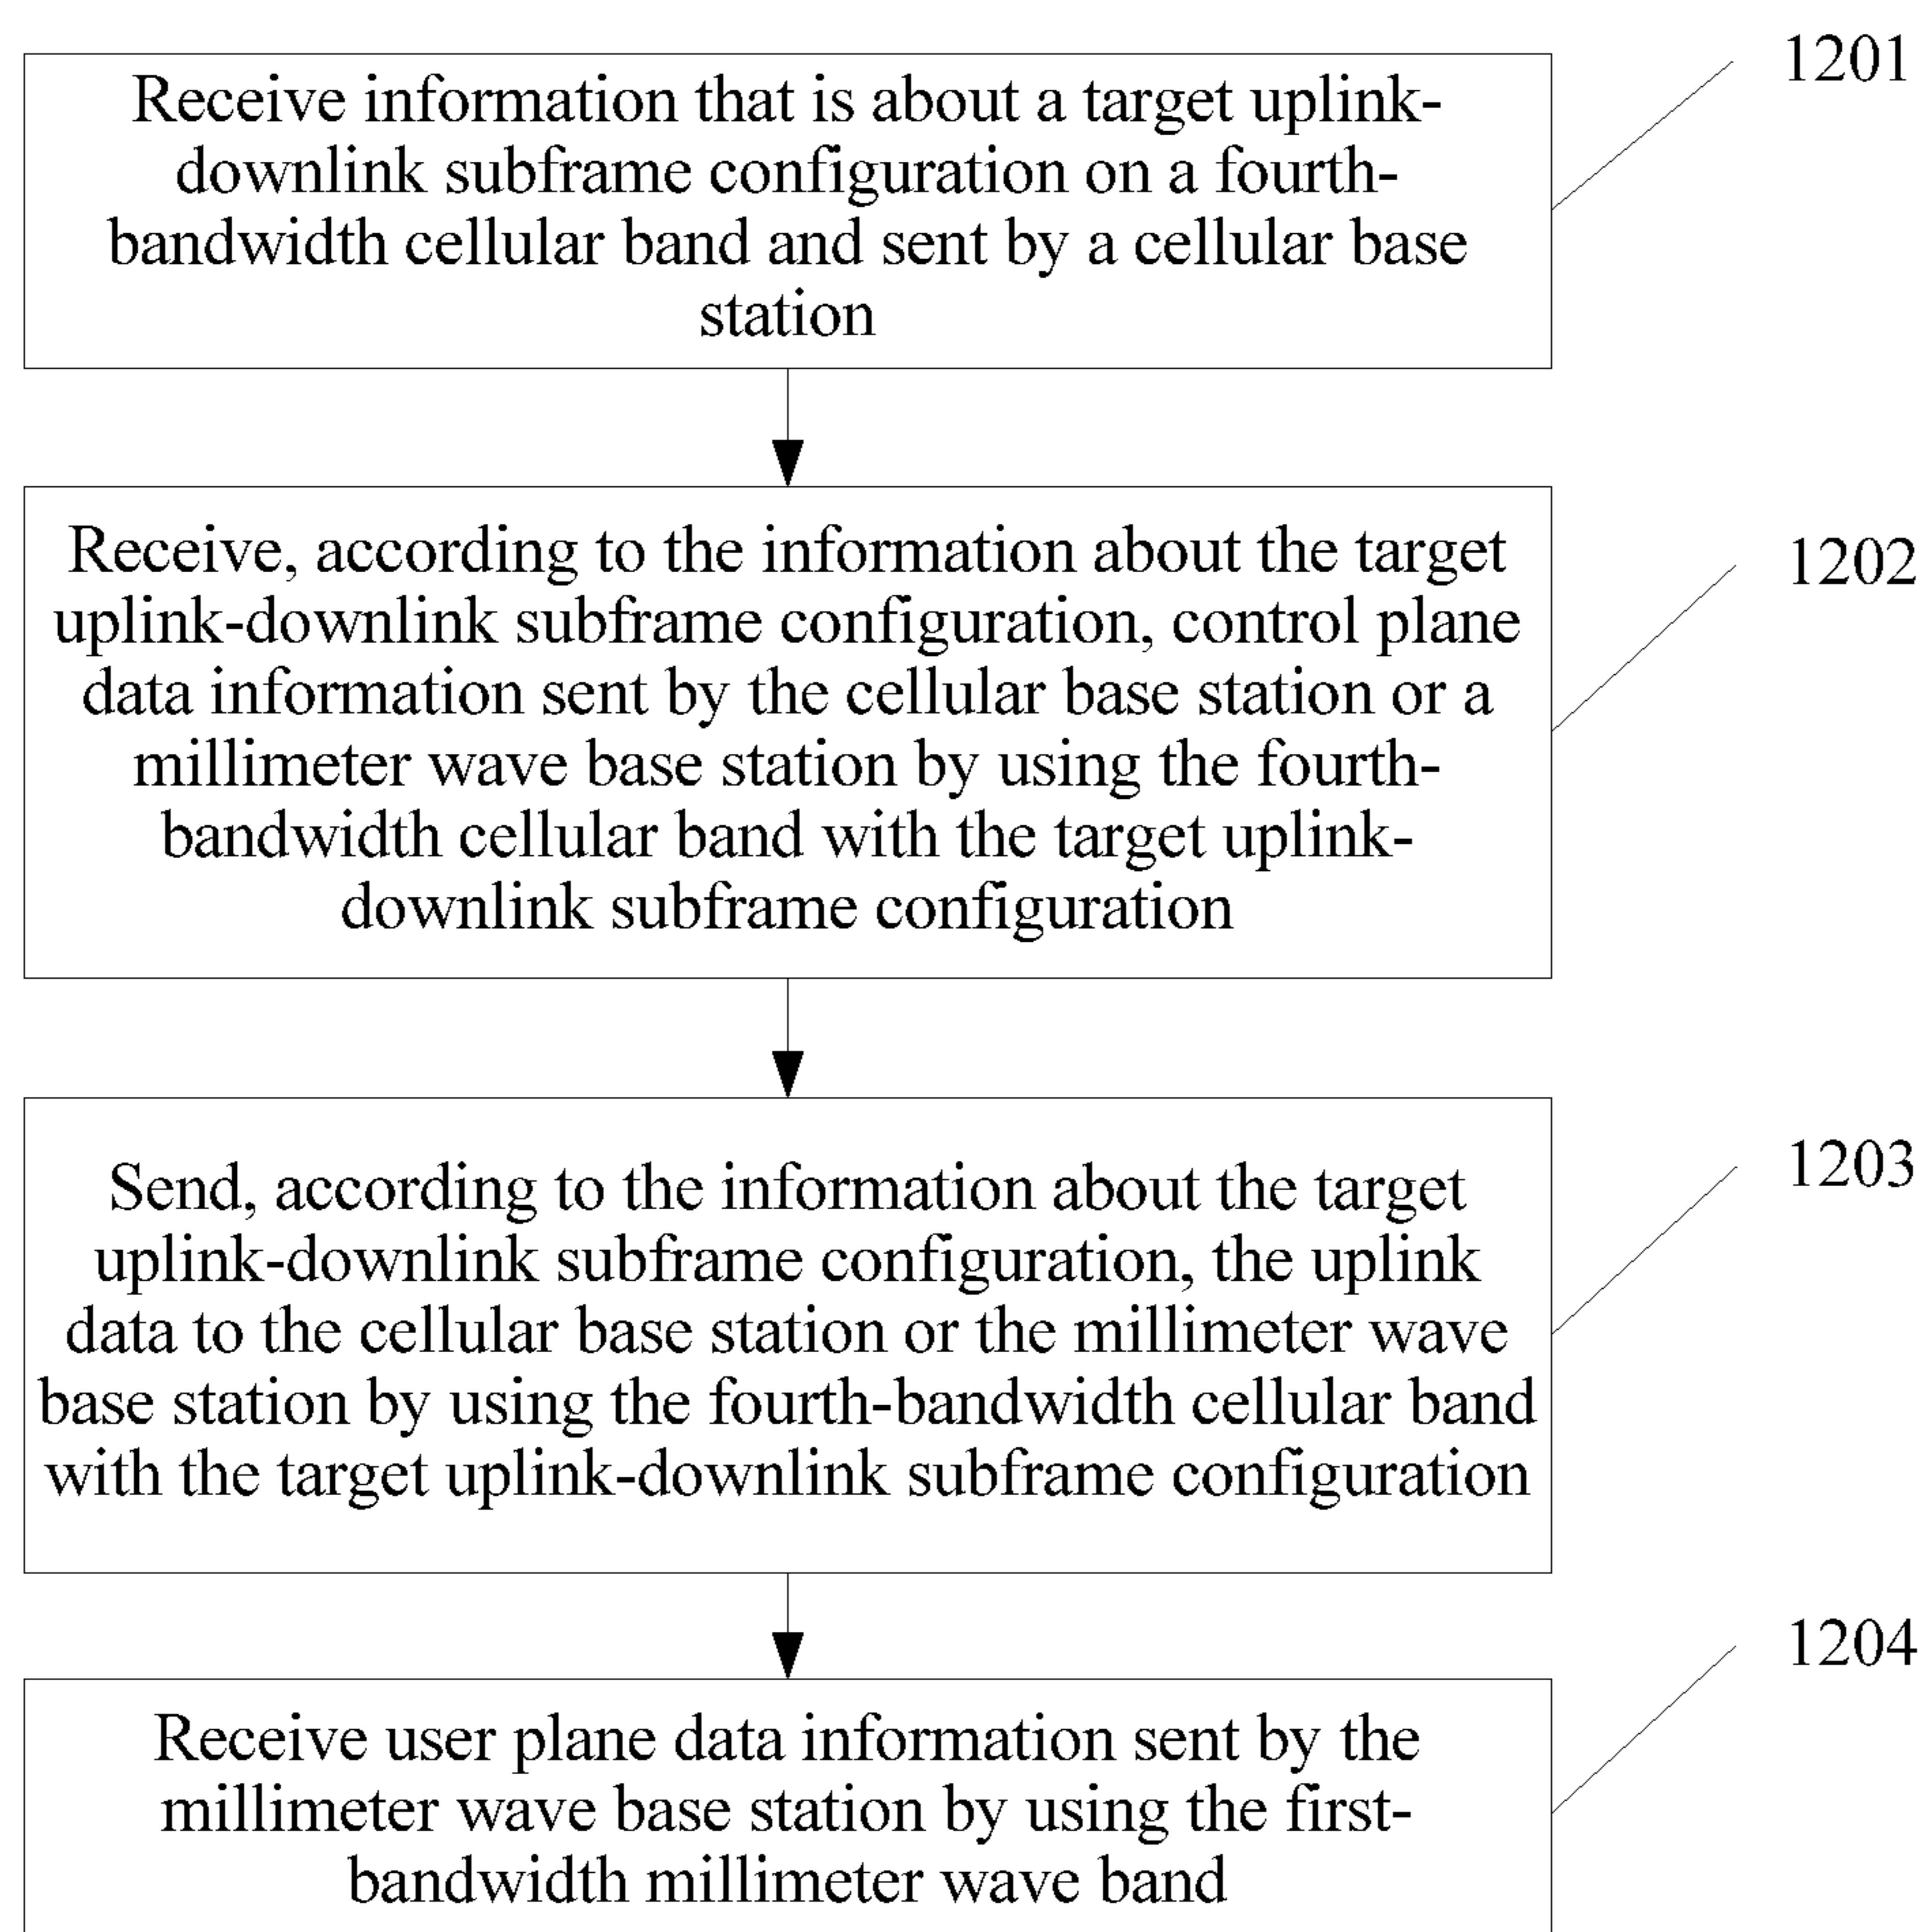 1201
Receive information that is about a target uplink-
downlink subframe configuration on a fourth-
bandwidth cellular band and sent by a cellular base
station
1202
Receive, according to the information about the target
uplink-downlink subframe configuration, control plane
data information sent by the cellular base station or a
millimeter wave base station by using the fourth-
bandwidth cellular band with the target uplink-
downlink subframe configuration
1203
Send, according to the information about the target
uplink-downlink subframe configuration, the uplink
data to the cellular base station or the millimeter wave
base station by using the fourth-bandwidth cellular band
with the target uplink-downlink subframe configuration
1204
Receive user plane data information sent by the
millimeter wave base station by using the first-
bandwidth millimeter wave band